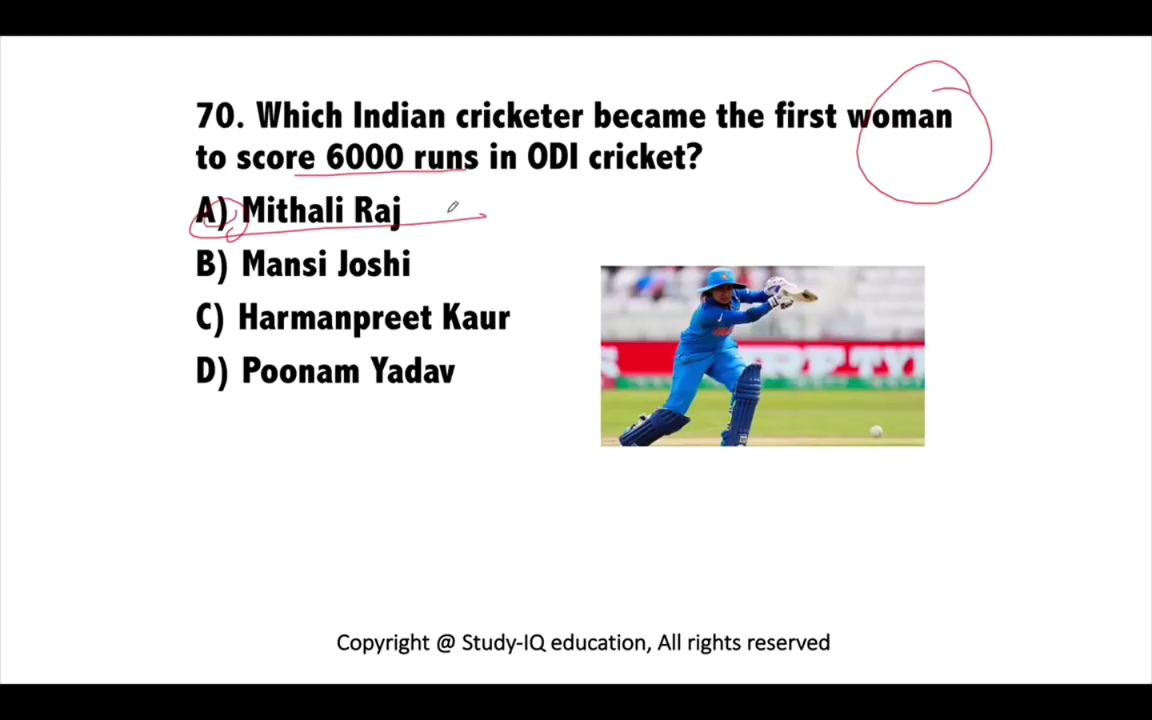 70. Which Indian cricketer became the first woman
to score 6000 runs in ODI cricket?
A) Mithali Raj
B) Mansi Joshi
C) Harmanpreet Kaur
D) Poonam Yadav
Copyright @ Study-IQ education, All rights reserved